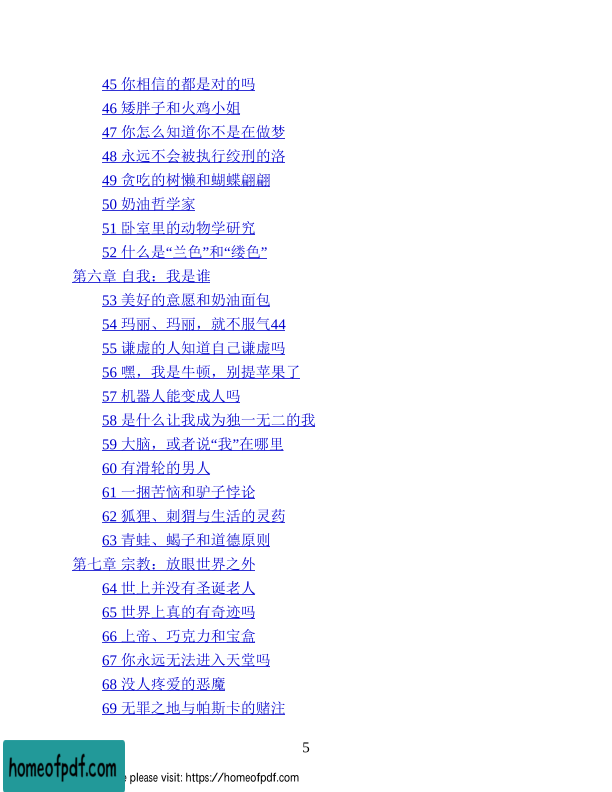 45 你相信的都是对的吗
46 矮胖子和火鸡小姐
47 你怎么知道你不是在做梦
48 永远不会被执行绞刑的洛
49 贪吃的树懒和蝴蝶翩翩
50 奶油哲学家
51 卧室里的动物学研究
52 什么是“兰色”和“缕色”
第六章 自我：我是谁
53 美好的意愿和奶油面包
54 玛丽、玛丽，就不服气44
55 谦虚的人知道自己谦虚吗
56 嘿，我是牛顿，别提苹果了
57 机器人能变成人吗
58 是什么让我成为独一无二的我
59 大脑，或者说“我”在哪里
60 有滑轮的男人
61 一捆苦恼和驴子悖论
62 狐狸、刺猬与生活的灵药
63 青蛙、蝎子和道德原则
第七章 宗教：放眼世界之外
64 世上并没有圣诞老人
65 世界上真的有奇迹吗
66 上帝、巧克力和宝盒
67 你永远无法进入天堂吗
68 没人疼爱的恶魔
69 无罪之地与帕斯卡的赌注
5
homeofpdf.com
please visit: https://homeofpdf.com